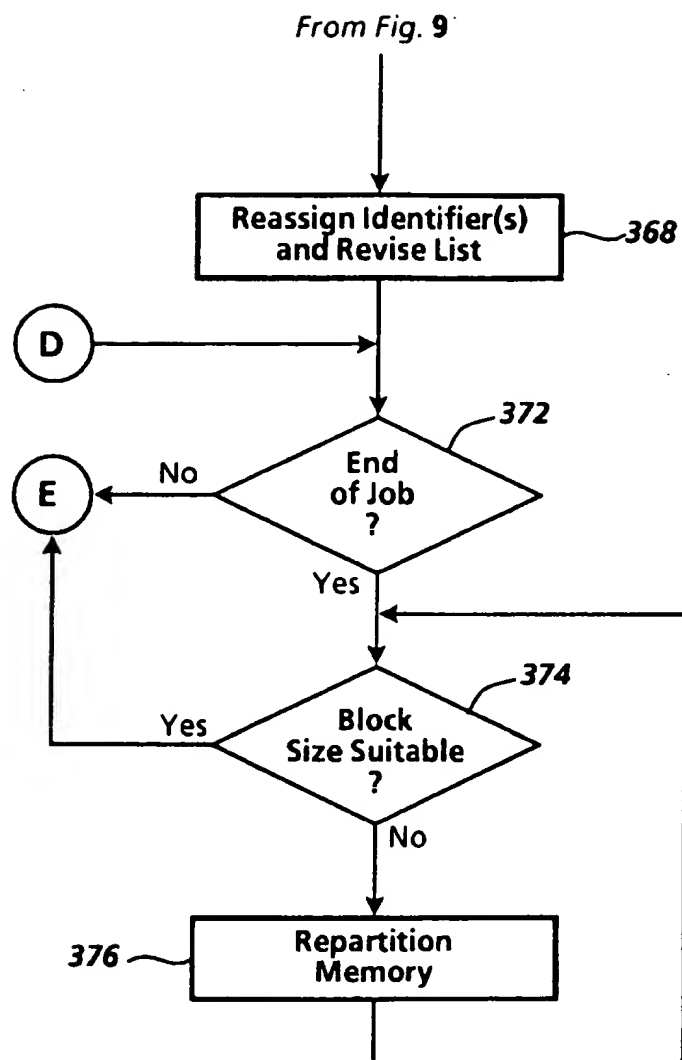 From Fig. 9
Reassign Identifier(s)
and Revise List
368
D
372
End
of Job
?
No
E
Yes
374
Block
Size Suitable
?
Yes
No
376
Repartition
Memory